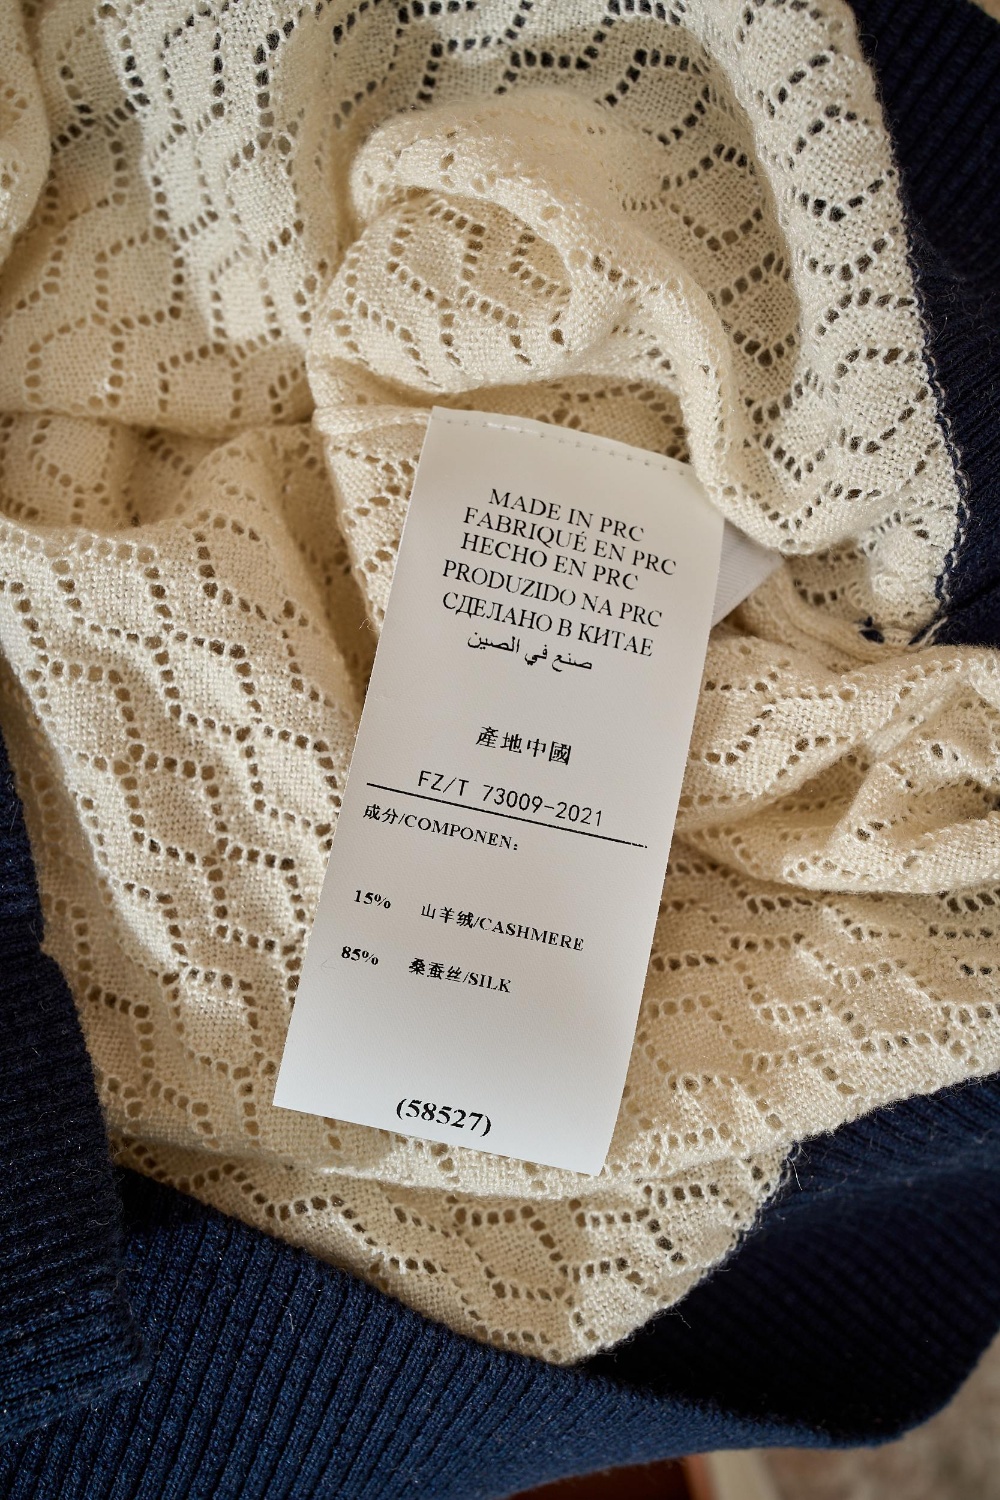 MADE IN PRC
FABRIQUÉ EN PRC
HECHO EN PRC
PRODUZIDO NA PRC
СДЕЛАНО В КИТАЕ
صنع في الصين
產地中國
FZ/T 73009-2021
成分/COMPONEN:
15% 山羊绒/CASHMERE
85% 桑蚕丝/SILK
(58527)